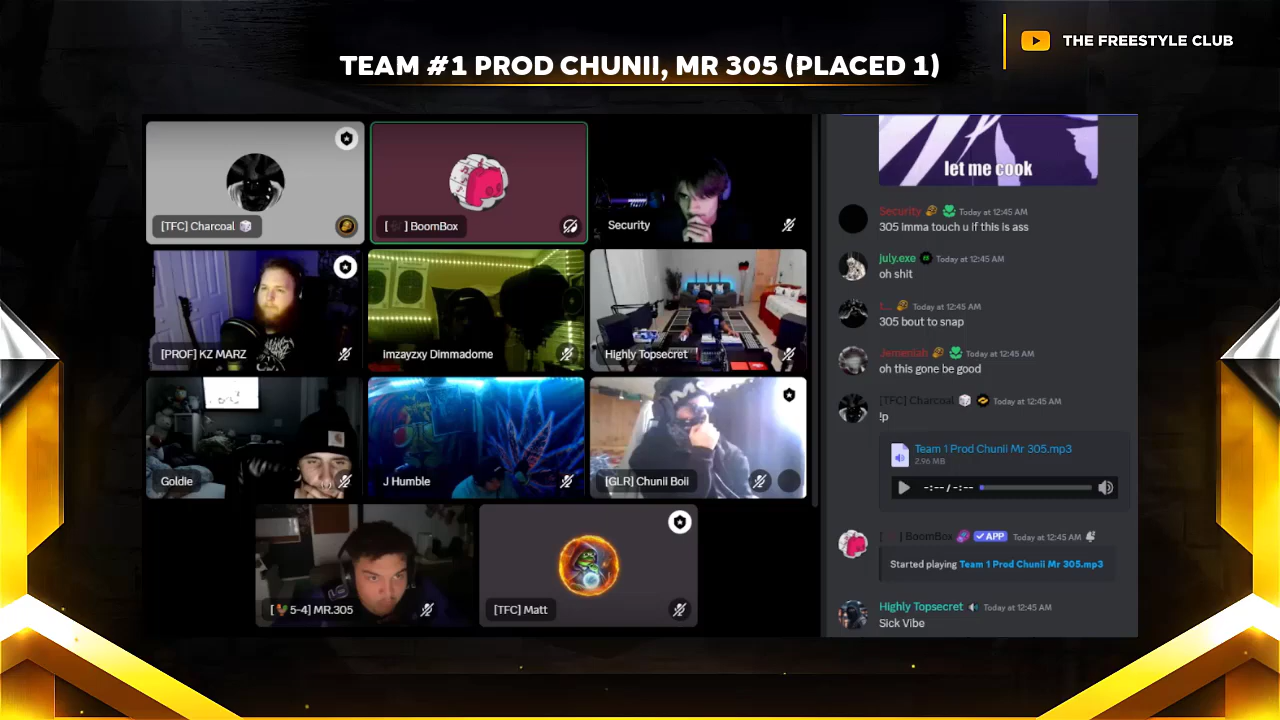 TEAM #1 PROD CHUNII, MR 305 (PLACED 1)
THE FREESTYLE CLUB
[TFC] Charcoal
[ ] BoomBox
Security
[PROF] KZ MARZ
Imzayzxy Dimmadome
Highly Topsecret
Goldie
J Humble
[GLR] Chunii Boii
[ 5-4] MR.305
[TFC] Matt
let me cook
Security Today at 12:45 AM
305 imma touch u if this is ass
july.exe Today at 12:45 AM
oh shit
Today at 12:45 AM
305 bout to snap
Jemeniah Today at 12:45 AM
oh this gone be good
[TFC] Charcoal Today at 12:45 AM
!p
Team 1 Prod Chunii Mr 305.mp3
2.96 MB
-:-- / -:--
[ ] BoomBox APP Today at 12:45 AM
Started playing Team 1 Prod Chunii Mr 305.mp3
Highly Topsecret Today at 12:45 AM
Sick Vibe